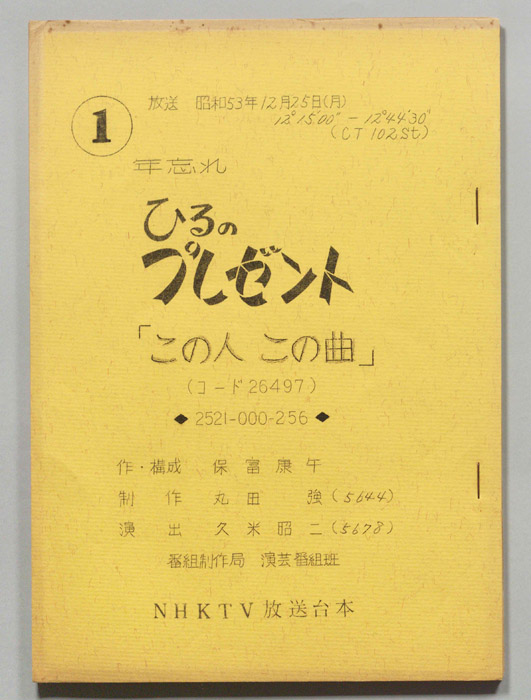 1
放送 昭和53年12月25日(月)
12°15′00″ − 12°44′30″
(CT 102St)
年忘れ
ひるの
プレゼント
「この人 この曲」
(コード26497)
◆ 2521-000-256 ◆
作・構成 保富康午
制作 丸田 強(5644)
演出 久米昭二(5678)
番組制作局 演芸番組班
NHKTV放送台本